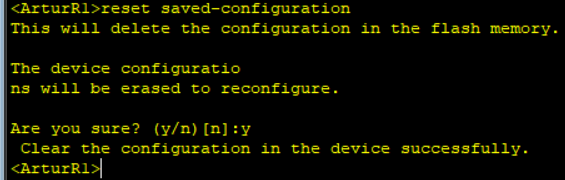 <ArturR1>reset saved-configuration
This will delete the configuration in the flash memory.
The device configuratio
ns will be erased to reconfigure.
Are you sure? (y/n)[n]:y
Clear the configuration in the device successfully.
<ArturR1>